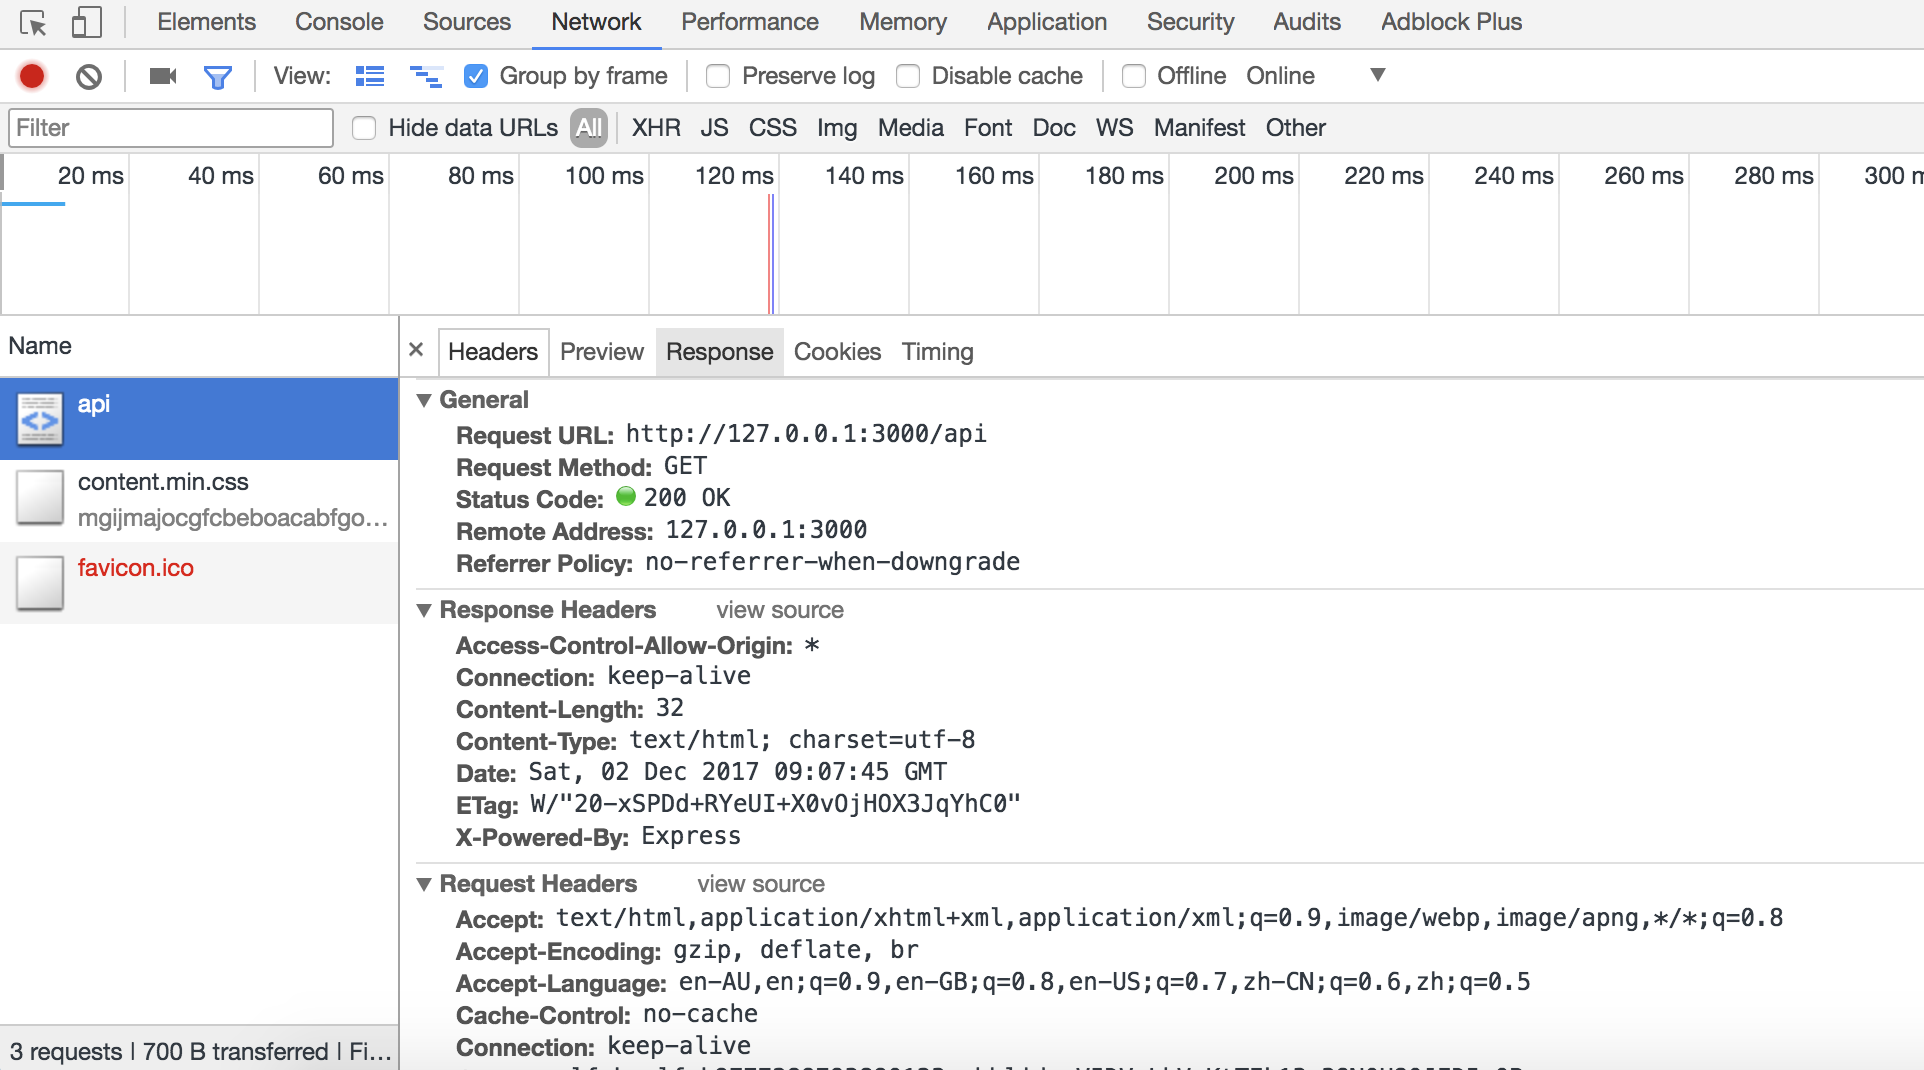 Elements Console Sources Network Performance Memory Application Security Audits Adblock Plus
View: Group by frame Preserve log Disable cache Offline Online
Filter Hide data URLs All XHR JS CSS Img Media Font Doc WS Manifest Other
20 ms 40 ms 60 ms 80 ms 100 ms 120 ms 140 ms 160 ms 180 ms 200 ms 220 ms 240 ms 260 ms 280 ms 300 m
Name
api
content.min.css
mgijmajocgfcbeboacabfgo...
favicon.ico
3 requests | 700 B transferred | Fi...
× Headers Preview Response Cookies Timing
General
Request URL: http://127.0.0.1:3000/api
Request Method: GET
Status Code: 200 OK
Remote Address: 127.0.0.1:3000
Referrer Policy: no-referrer-when-downgrade
Response Headers view source
Access-Control-Allow-Origin: *
Connection: keep-alive
Content-Length: 32
Content-Type: text/html; charset=utf-8
Date: Sat, 02 Dec 2017 09:07:45 GMT
ETag: W/"20-xSPDd+RYeUI+X0vOjHOX3JqYhC0"
X-Powered-By: Express
Request Headers view source
Accept: text/html,application/xhtml+xml,application/xml;q=0.9,image/webp,image/apng,*/*;q=0.8
Accept-Encoding: gzip, deflate, br
Accept-Language: en-AU,en;q=0.9,en-GB;q=0.8,en-US;q=0.7,zh-CN;q=0.6,zh;q=0.5
Cache-Control: no-cache
Connection: keep-alive